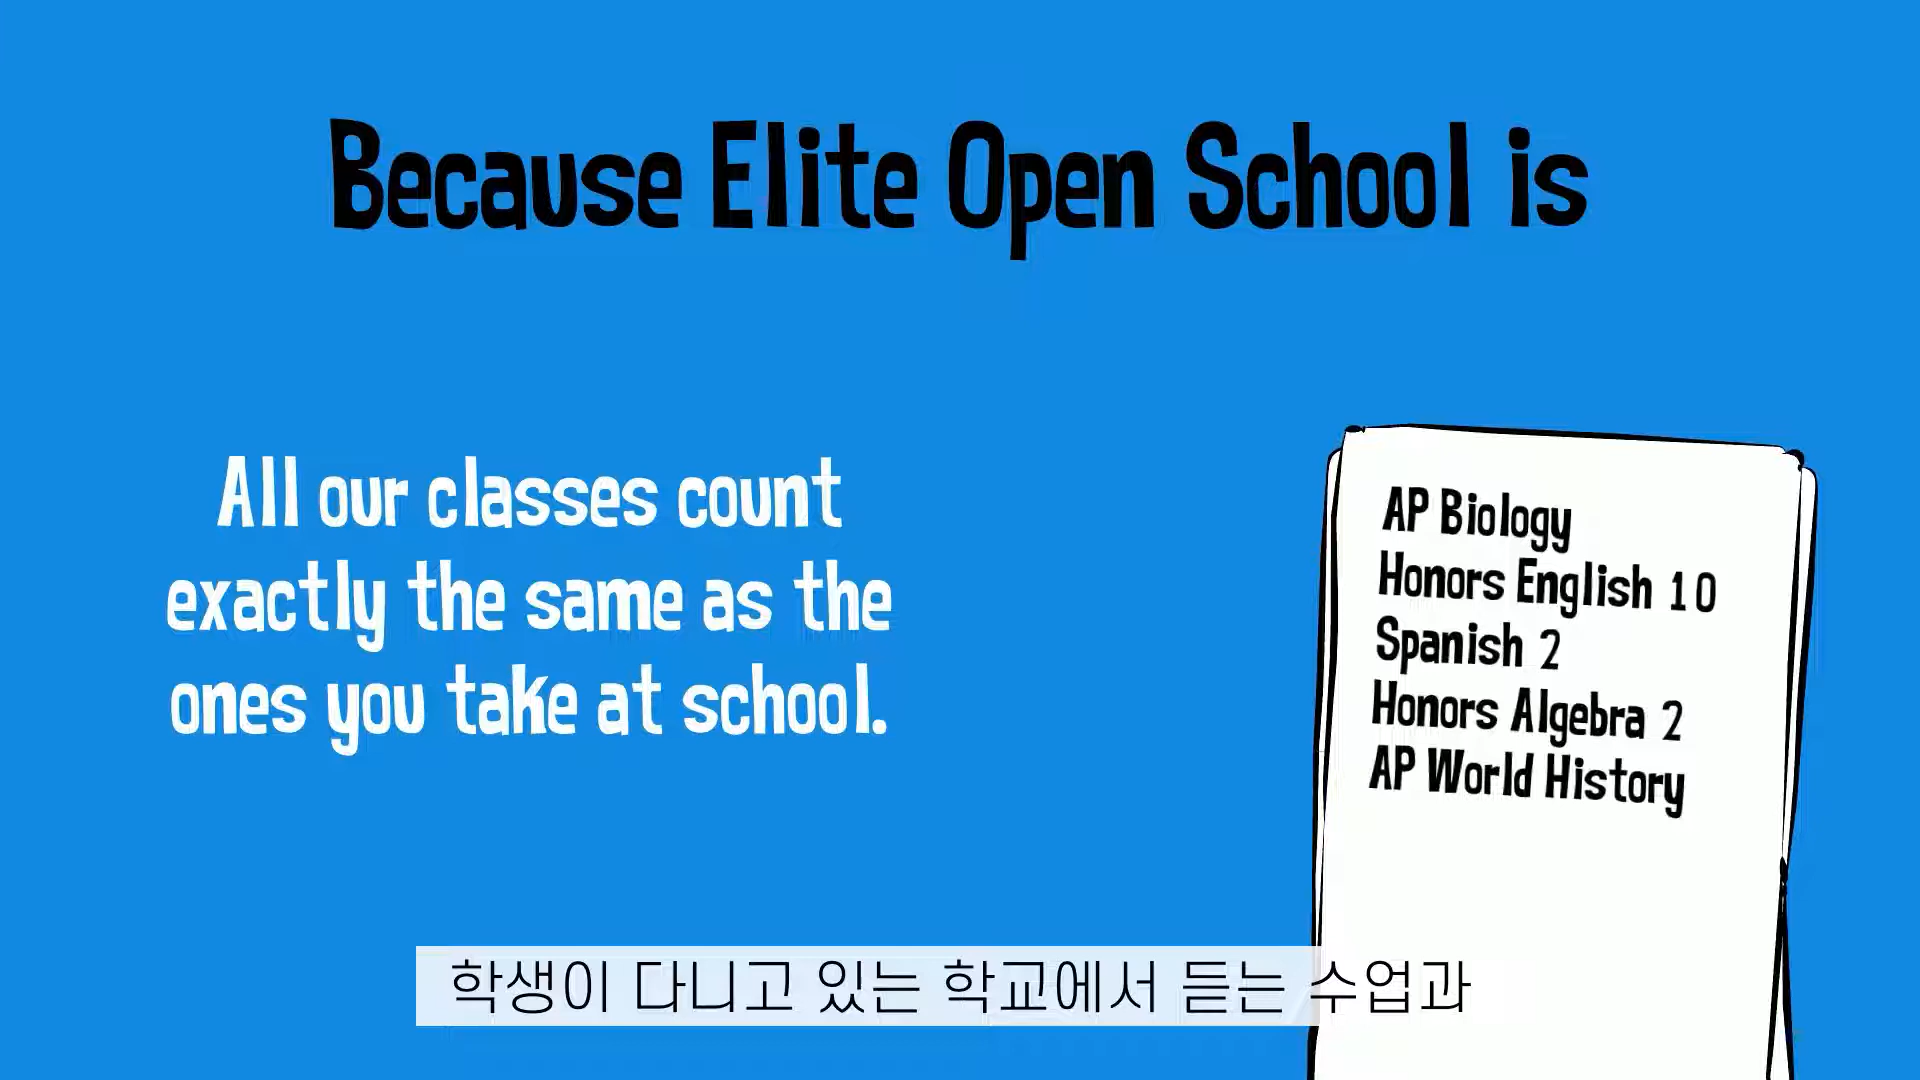 Because Elite Open School is
All our classes count
exactly the same as the
ones you take at school.
AP Biology
Honors English 10
Spanish 2
Honors Algebra 2
AP World History
학생이 다니고 있는 학교에서 듣는 수업과